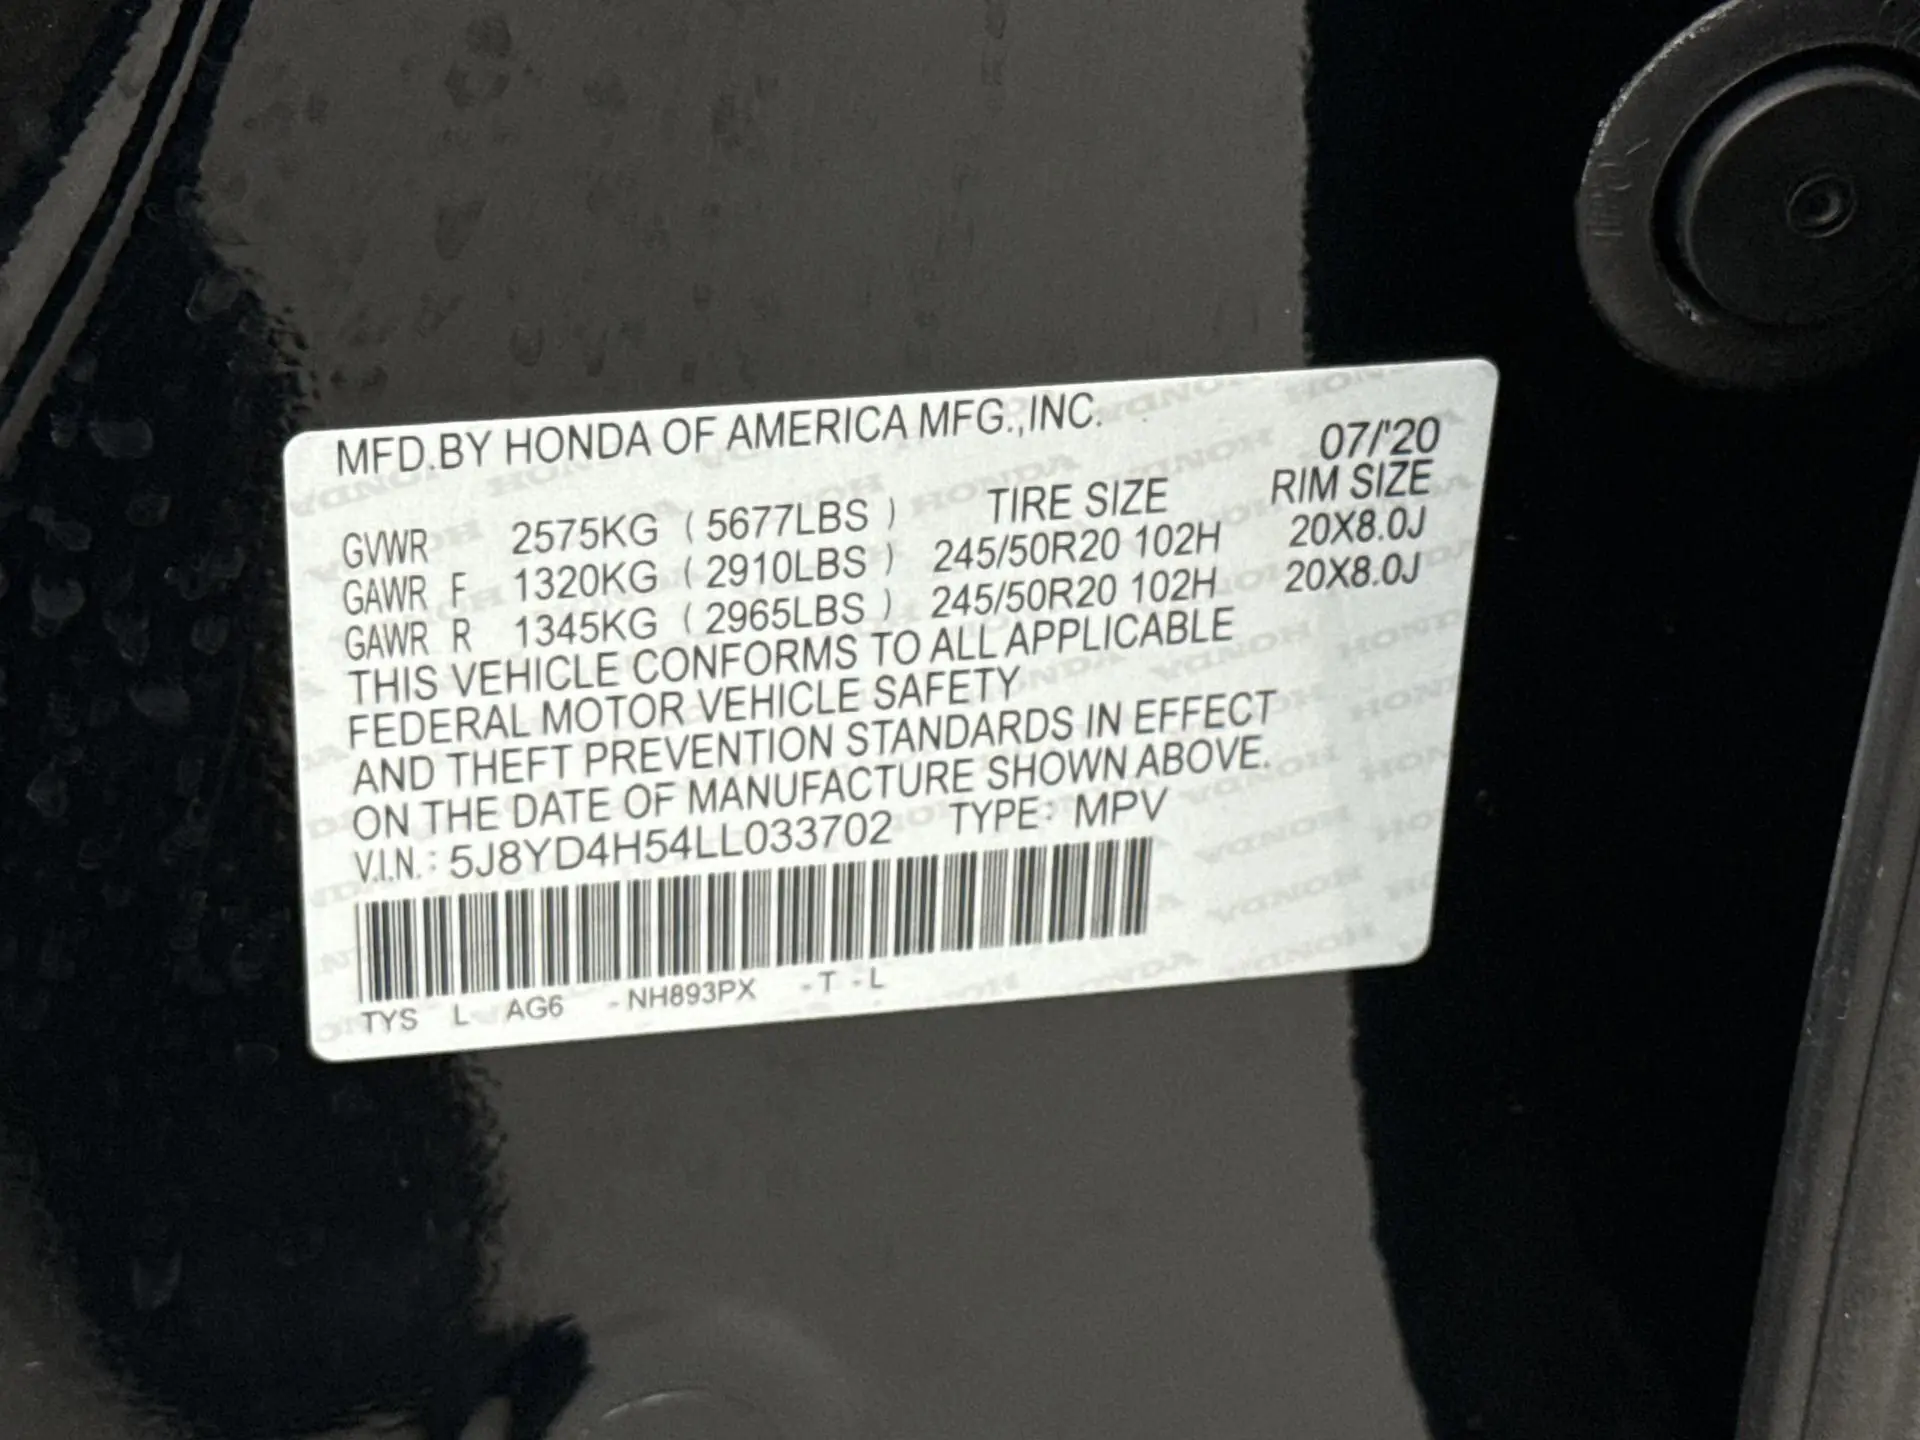 MFD.BY HONDA OF AMERICA MFG.,INC. 07/'20
TIRE SIZE RIM SIZE
GVWR 2575KG ( 5677LBS )
GAWR F 1320KG ( 2910LBS ) 245/50R20 102H 20X8.0J
GAWR R 1345KG ( 2965LBS ) 245/50R20 102H 20X8.0J
THIS VEHICLE CONFORMS TO ALL APPLICABLE
FEDERAL MOTOR VEHICLE SAFETY
AND THEFT PREVENTION STANDARDS IN EFFECT
ON THE DATE OF MANUFACTURE SHOWN ABOVE.
V.I.N.: 5J8YD4H54LL033702 TYPE: MPV
TYS L AG6 -NH893PX -T-L